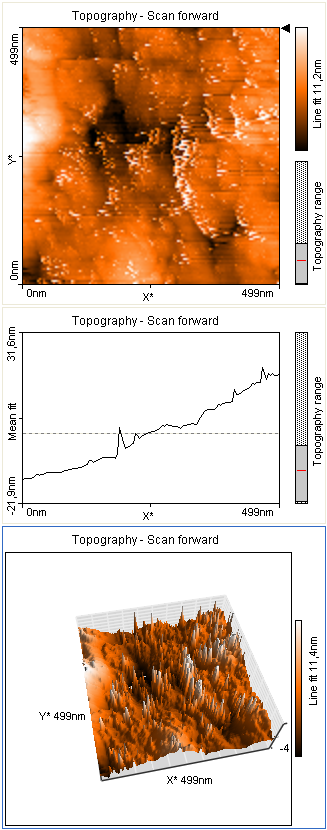 Topography - Scan forward
499nm
Y*
0nm
0nm
X*
499nm
Line fit 11,2nm
Topography range
Topography - Scan forward
31,6nm
Mean fit
-21,9nm
0nm
X*
499nm
Topography range
Topography - Scan forward
Y* 499nm
X* 499nm
-4
Line fit 11,4nm